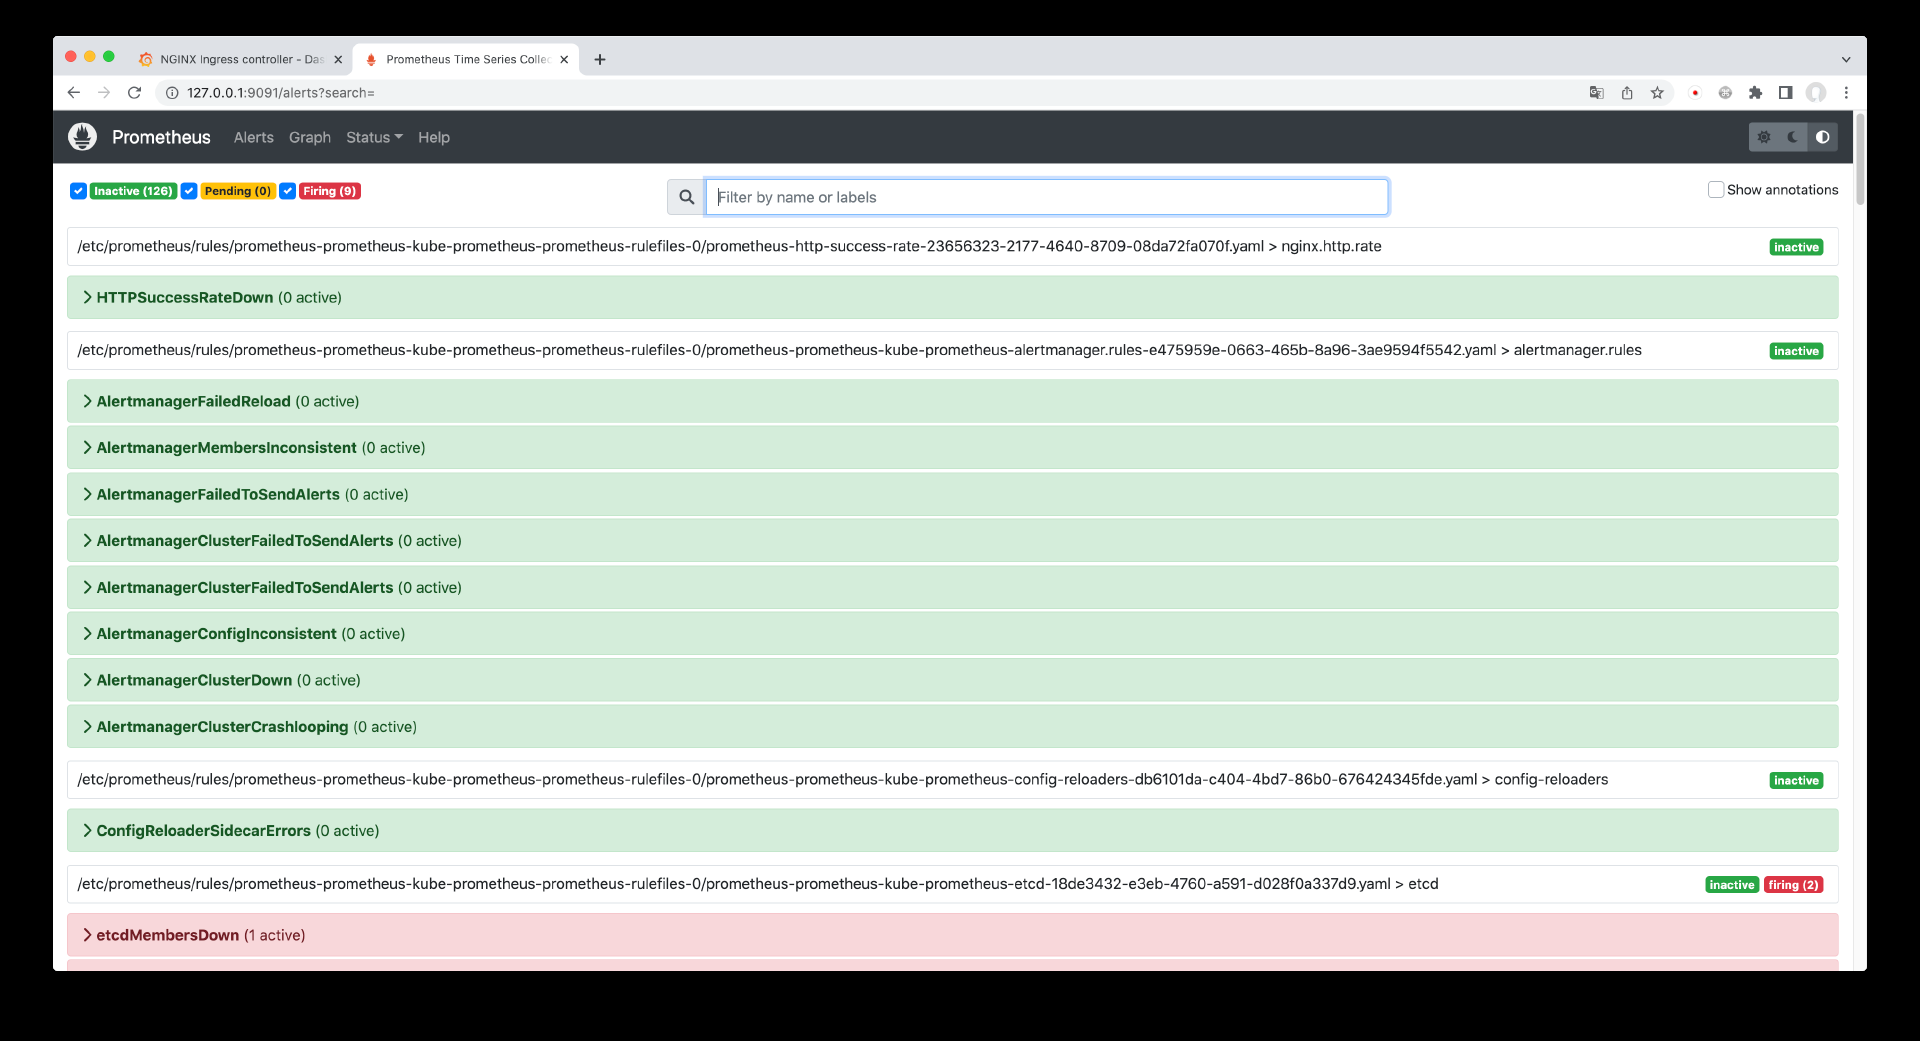 NGINX Ingress controller - Das
Prometheus Time Series Collec
127.0.0.1:9091/alerts?search=
Prometheus Alerts Graph Status Help
Inactive (126) Pending (0) Firing (9)
Filter by name or labels
Show annotations
/etc/prometheus/rules/prometheus-prometheus-kube-prometheus-prometheus-rulefiles-0/prometheus-http-success-rate-23656323-2177-4640-8709-08da72fa070f.yaml > nginx.http.rate
inactive
HTTPSuccessRateDown (0 active)
/etc/prometheus/rules/prometheus-prometheus-kube-prometheus-prometheus-rulefiles-0/prometheus-prometheus-kube-prometheus-alertmanager.rules-e475959e-0663-465b-8a96-3ae9594f5542.yaml > alertmanager.rules
inactive
AlertmanagerFailedReload (0 active)
AlertmanagerMembersInconsistent (0 active)
AlertmanagerFailedToSendAlerts (0 active)
AlertmanagerClusterFailedToSendAlerts (0 active)
AlertmanagerClusterFailedToSendAlerts (0 active)
AlertmanagerConfigInconsistent (0 active)
AlertmanagerClusterDown (0 active)
AlertmanagerClusterCrashlooping (0 active)
/etc/prometheus/rules/prometheus-prometheus-kube-prometheus-prometheus-rulefiles-0/prometheus-prometheus-kube-prometheus-config-reloaders-db6101da-c404-4bd7-86b0-676424345fde.yaml > config-reloaders
inactive
ConfigReloaderSidecarErrors (0 active)
/etc/prometheus/rules/prometheus-prometheus-kube-prometheus-prometheus-rulefiles-0/prometheus-prometheus-kube-prometheus-etcd-18de3432-e3eb-4760-a591-d028f0a337d9.yaml > etcd
inactive firing (2)
etcdMembersDown (1 active)